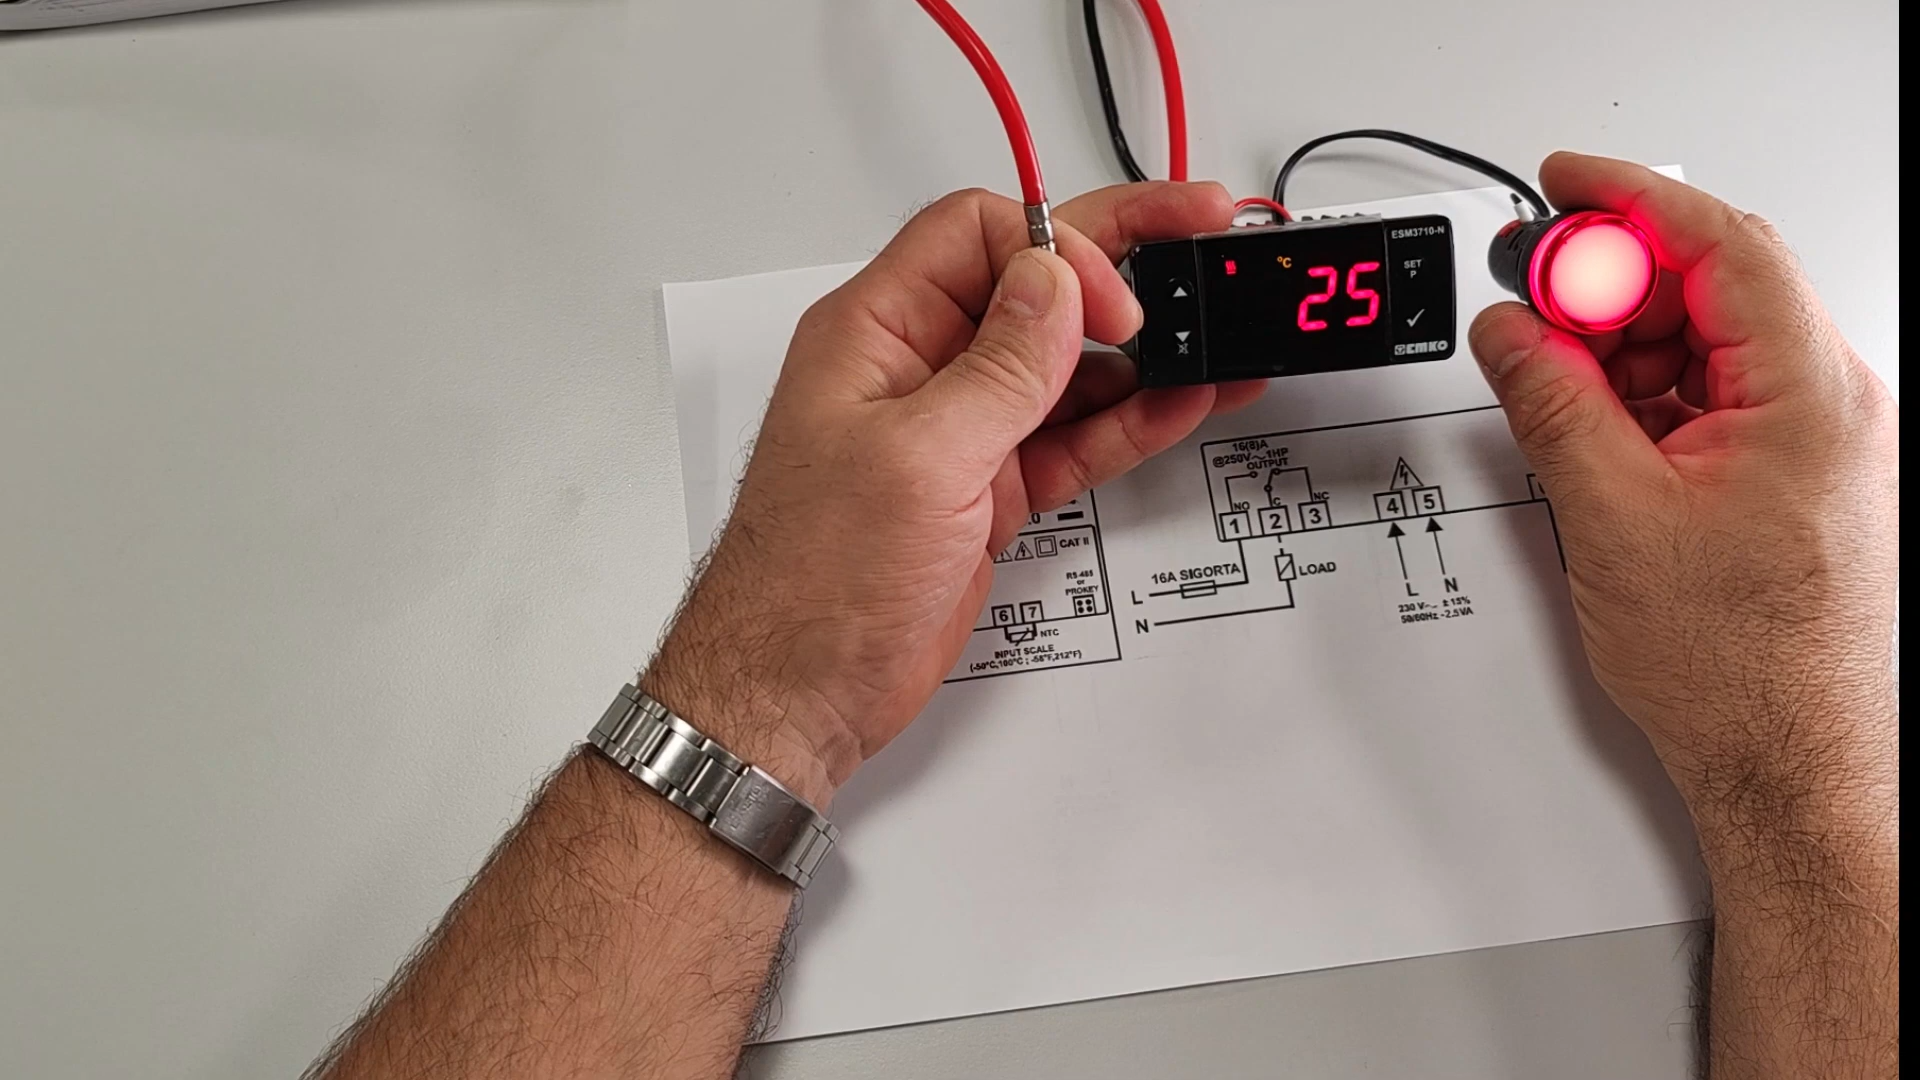 ESM3710-N
SET
P
°C
25
EMKO
16(8)A
@250V~1HP
OUTPUT
NO
C
NC
1
2
3
4
5
16A SIGORTA
LOAD
L
N
L
N
230 V~ ±15%
50/60Hz -2.5VA
CAT II
RS-485
or
PROKEY
6
7
NTC
INPUT SCALE
(-50°C,100°C ; -58°F,212°F)